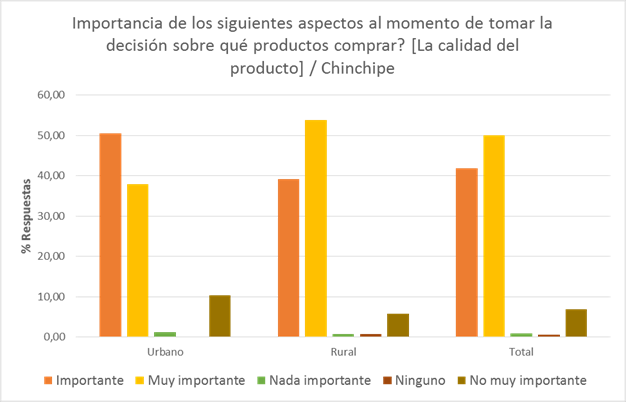 Importancia de los siguientes aspectos al momento de tomar la
decisión sobre qué productos comprar? [La calidad del
producto] / Chinchipe
60,00
50,00
40,00
30,00
20,00
10,00
0,00
% Respuestas
Urbano
Rural
Total
Importante
Muy importante
Nada importante
Ninguno
No muy importante